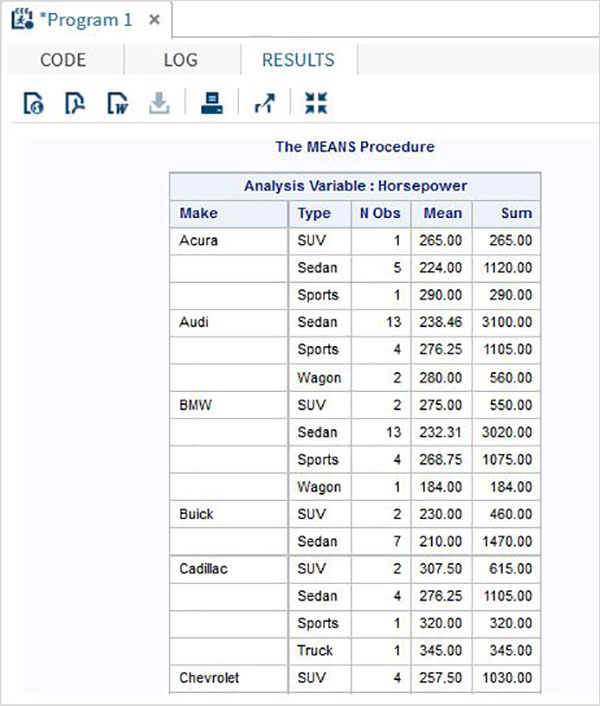 *Program 1 ×
CODE LOG RESULTS
The MEANS Procedure
Analysis Variable : Horsepower
Make Type N Obs Mean Sum
Acura SUV 1 265.00 265.00
Sedan 5 224.00 1120.00
Sports 1 290.00 290.00
Audi Sedan 13 238.46 3100.00
Sports 4 276.25 1105.00
Wagon 2 280.00 560.00
BMW SUV 2 275.00 550.00
Sedan 13 232.31 3020.00
Sports 4 268.75 1075.00
Wagon 1 184.00 184.00
Buick SUV 2 230.00 460.00
Sedan 7 210.00 1470.00
Cadillac SUV 2 307.50 615.00
Sedan 4 276.25 1105.00
Sports 1 320.00 320.00
Truck 1 345.00 345.00
Chevrolet SUV 4 257.50 1030.00